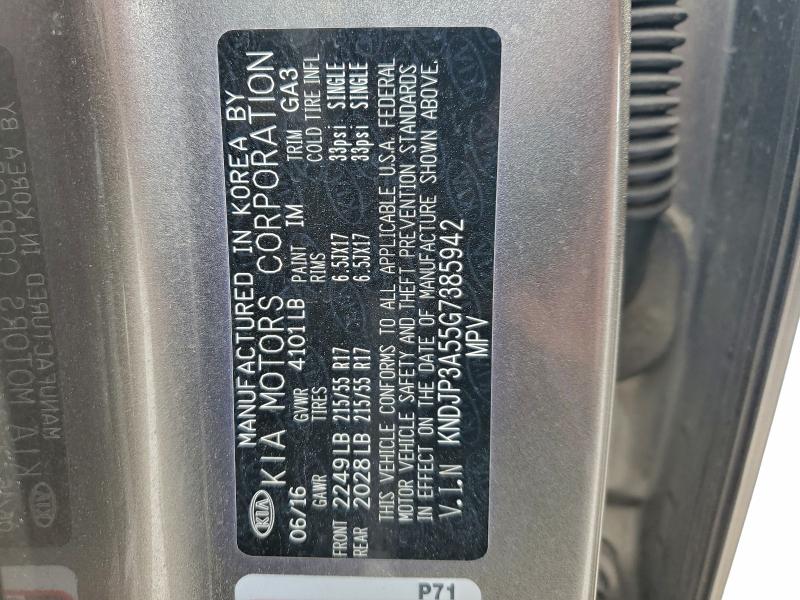 MANUFACTURED IN KOREA BY
KIA KIA MOTORS CORPORATION
06/16 GVWR 4101LB PAINT 1M TRIM GA3
GAWR TIRES RIMS COLD TIRE INFL
FRONT 2249LB 215/55 R17 6.5JX17 33psi SINGLE
REAR 2028LB 215/55 R17 6.5JX17 33psi SINGLE
THIS VEHICLE CONFORMS TO ALL APPLICABLE U.S.A. FEDERAL
MOTOR VEHICLE SAFETY AND THEFT PREVENTION STANDARDS
IN EFFECT ON THE DATE OF MANUFACTURE SHOWN ABOVE.
V.I.N KNDJP3A55G7385942
MPV
P71